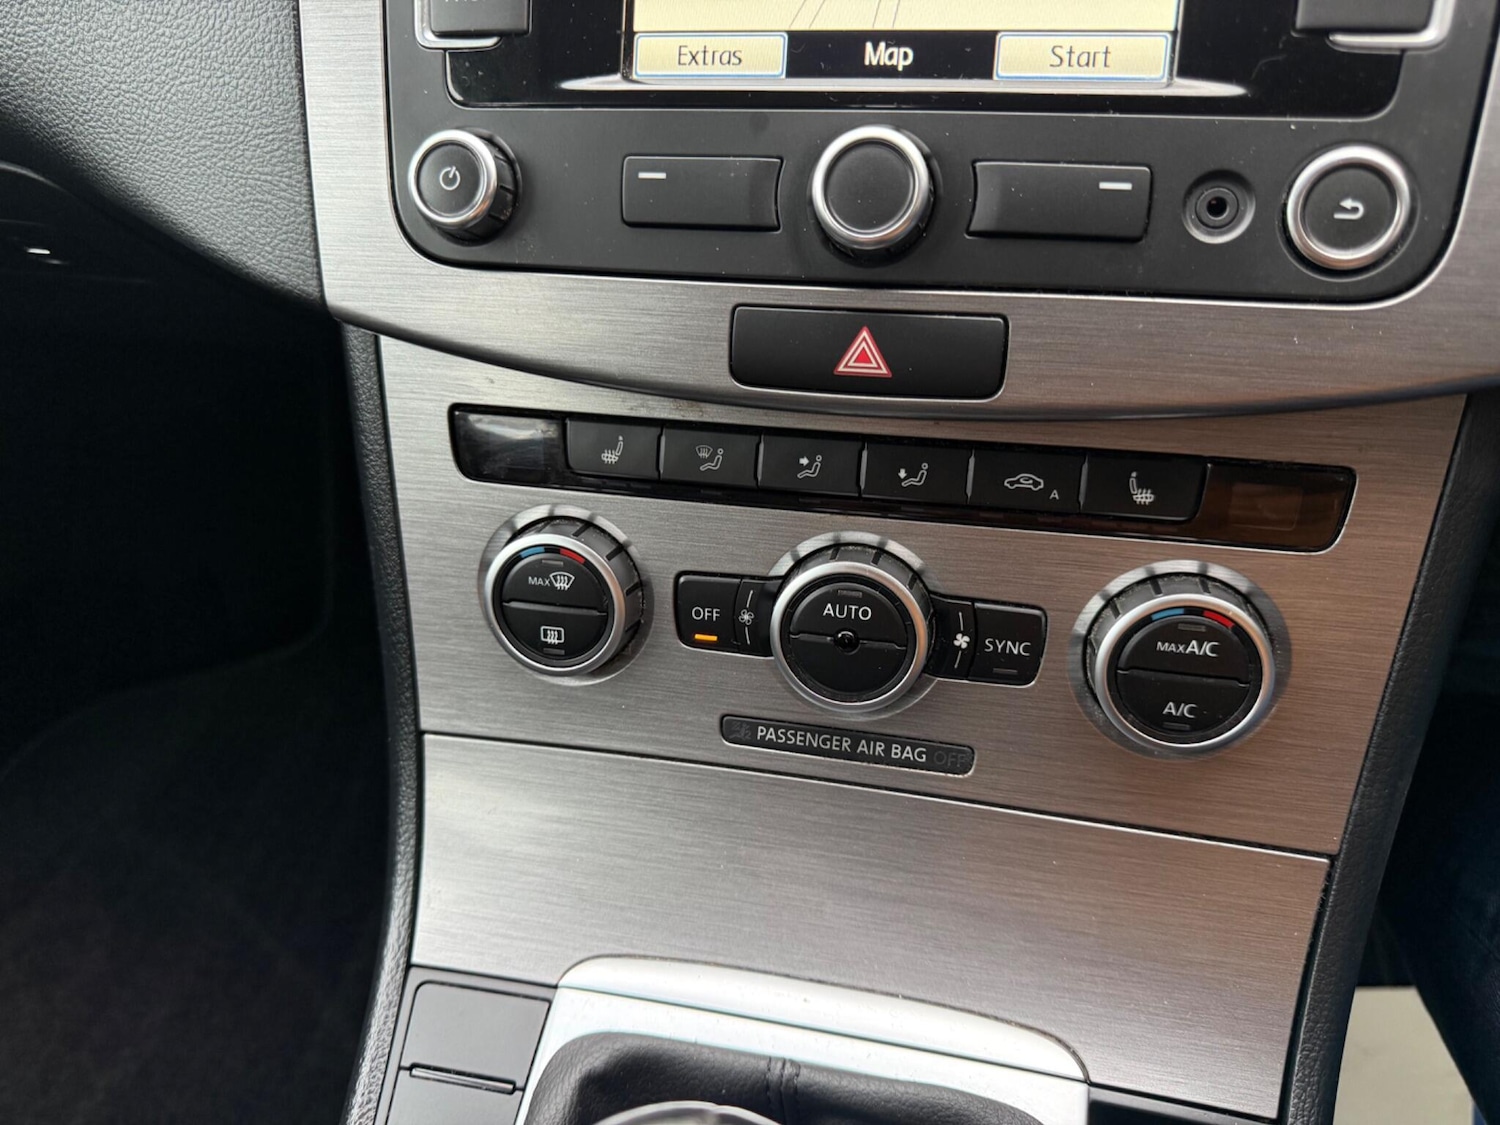 Extras Map Start
A
MAX
OFF AUTO SYNC
MAX A/C
A/C
PASSENGER AIR BAG OFF